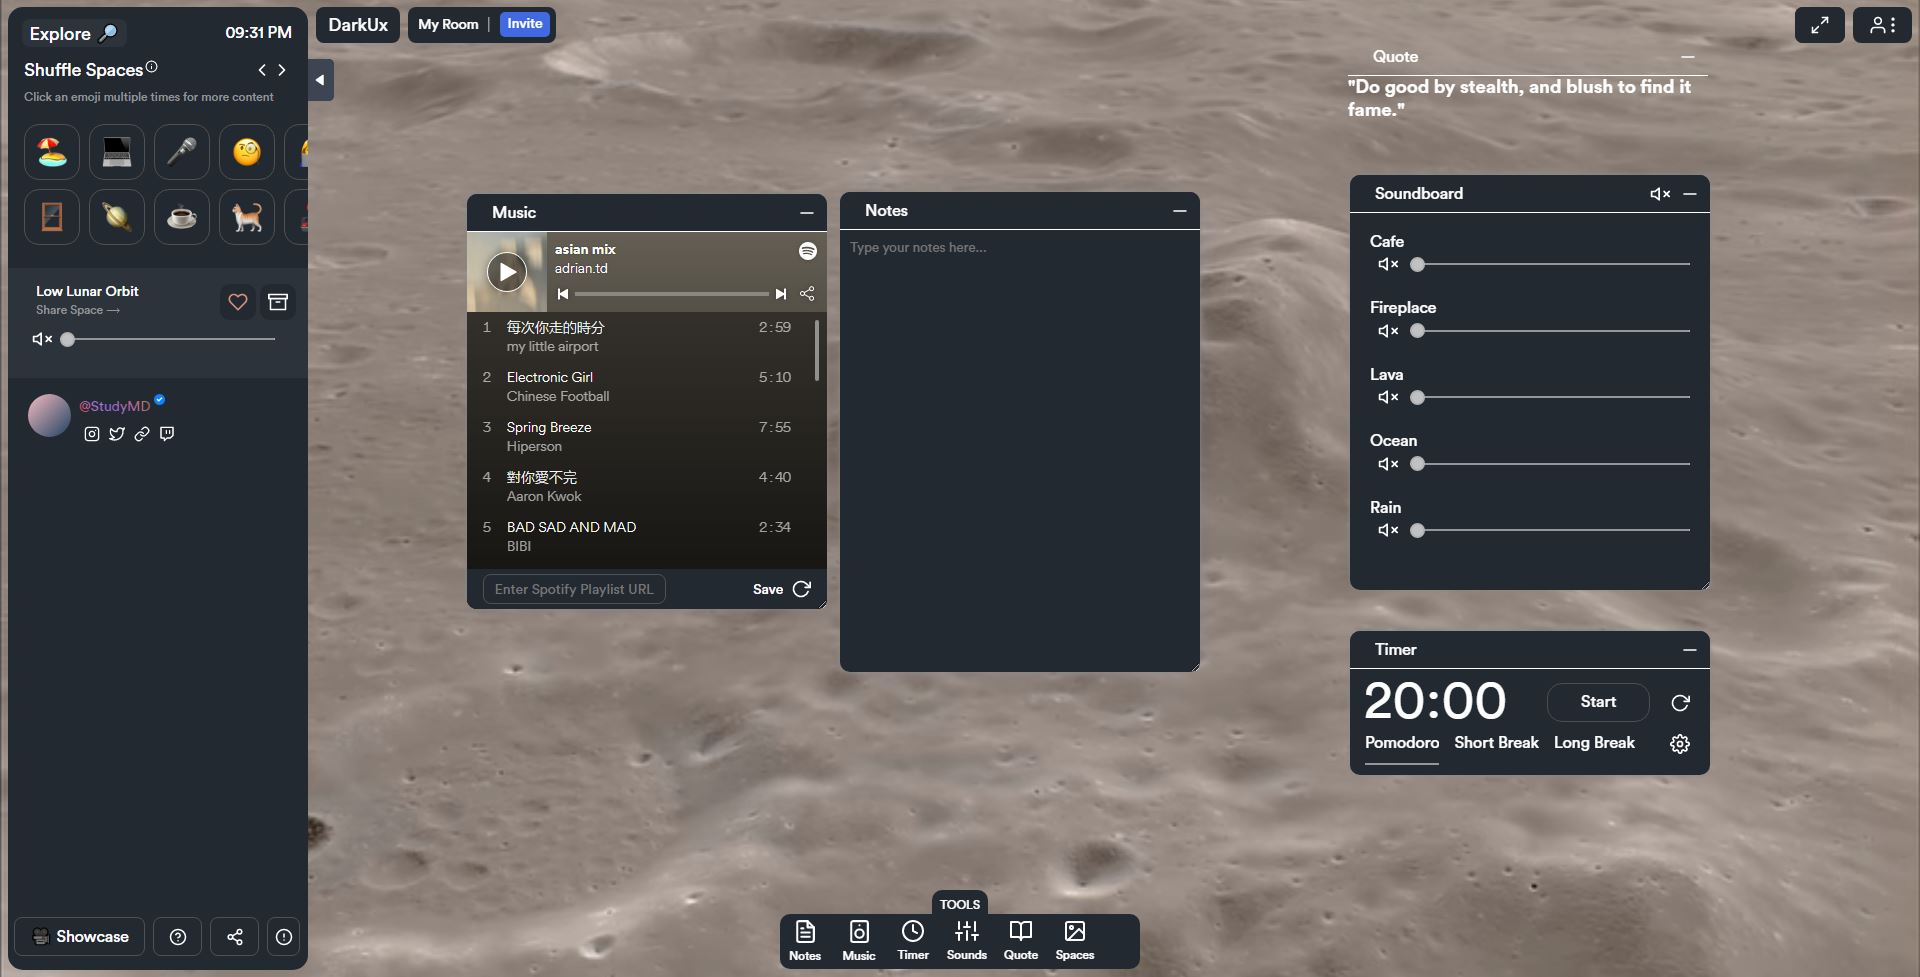 Explore
09:31 PM
Shuffle Spaces
Click an emoji multiple times for more content
Low Lunar Orbit
Share Space →
@StudyMD
Showcase
DarkUx
My Room | Invite
Music
asian mix
adrian.td
1 每次你走的時分 2:59
my little airport
2 Electronic Girl 5:10
Chinese Football
3 Spring Breeze 7:55
Hiperson
4 對你愛不完 4:40
Aaron Kwok
5 BAD SAD AND MAD 2:34
BIBI
Enter Spotify Playlist URL Save
Notes
Type your notes here...
Quote
"Do good by stealth, and blush to find it
fame."
Soundboard
Cafe
Fireplace
Lava
Ocean
Rain
Timer
20:00 Start
Pomodoro Short Break Long Break
TOOLS
Notes Music Timer Sounds Quote Spaces